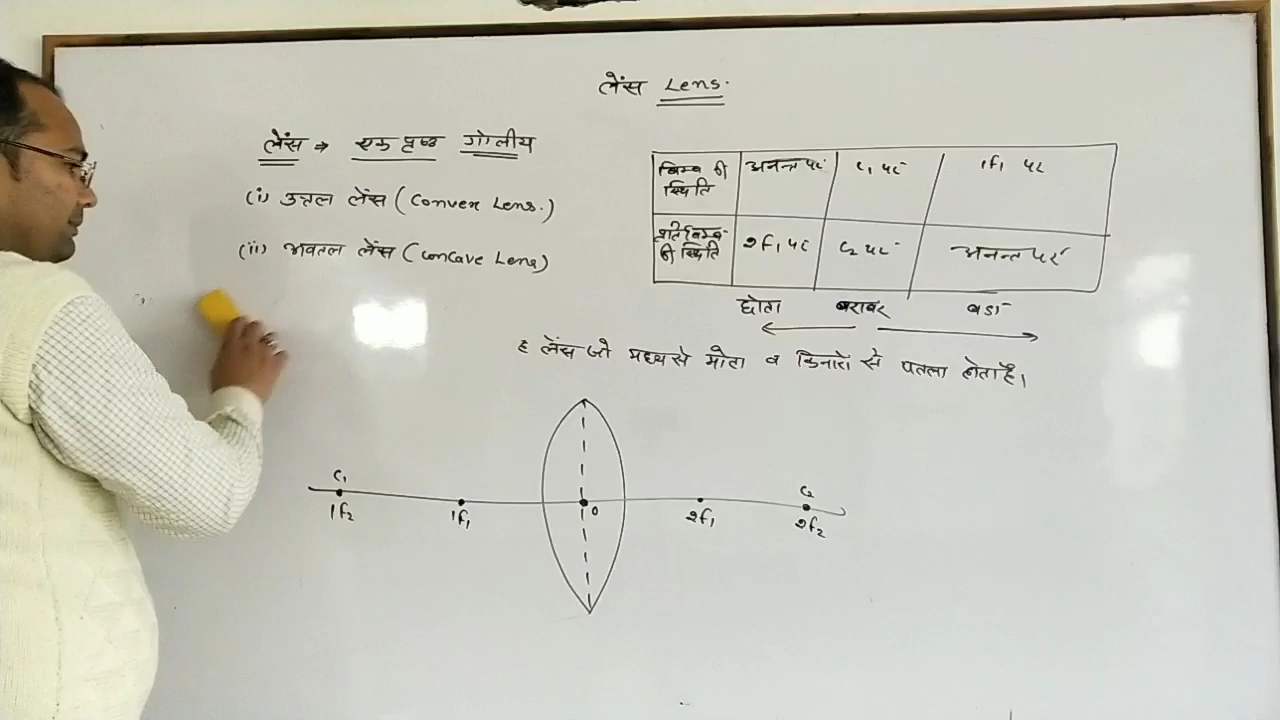 लेंस Lens.
लेंस → एक पृष्ठ गोलीय
(i) उत्तल लेंस (Convex Lens.)
(ii) अवतल लेंस (Concave Lens)
बिम्ब की स्थिति अनन्त पर C₁ पर 1F₁ पर
प्रतिबिम्ब की स्थिति 2F₁ पर C₂ पर अनन्त पर
छोटा बराबर बडा
लेंस जो मध्य से मोटा व किनारो से पतला होता है।
C₁ C₂
1F₂ 1F₁ O 2F₁ 2F₂